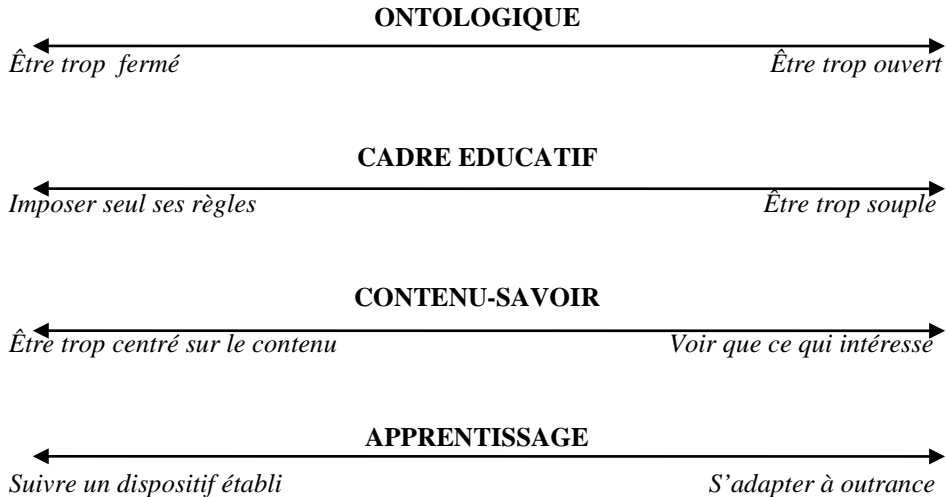 ONTOLOGIQUE
Être trop fermé Être trop ouvert
CADRE EDUCATIF
Imposer seul ses règles Être trop souple
CONTENU-SAVOIR
Être trop centré sur le contenu Voir que ce qui intéresse
APPRENTISSAGE
Suivre un dispositif établi S’adapter à outrance